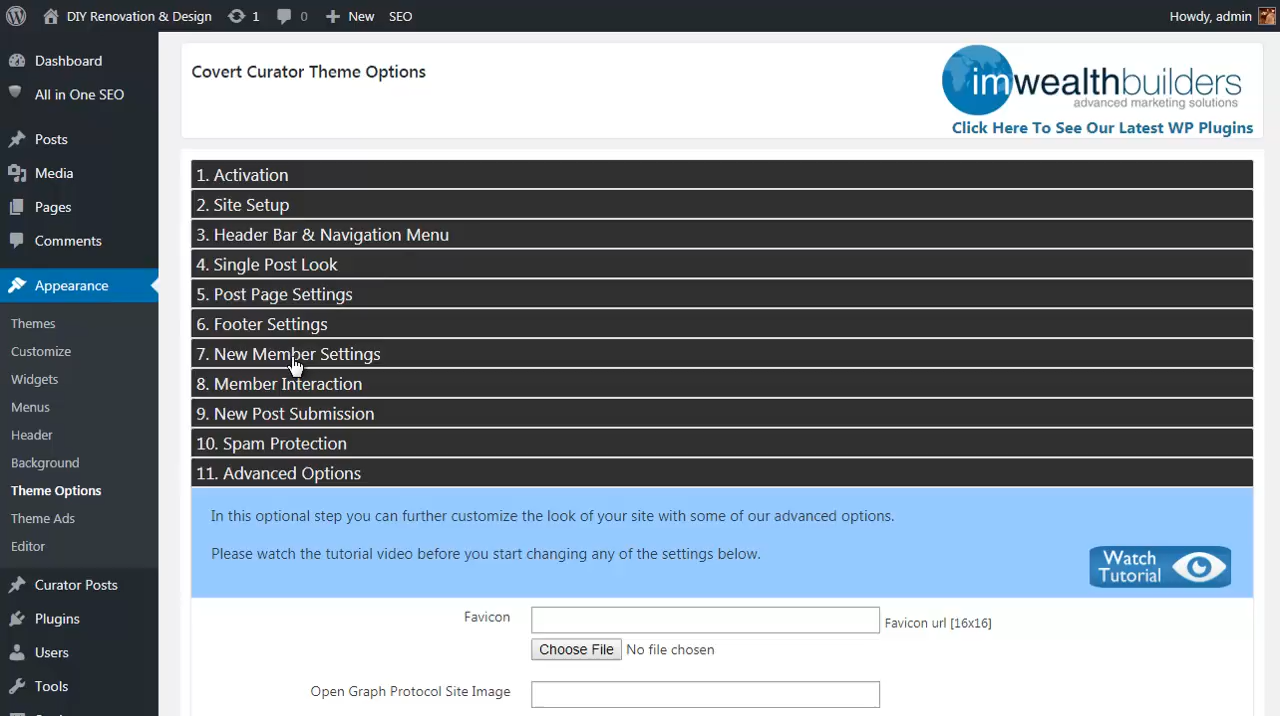 DIY Renovation & Design 1 0 New SEO Howdy, admin
Dashboard
All in One SEO
Posts
Media
Pages
Comments
Appearance
Themes
Customize
Widgets
Menus
Header
Background
Theme Options
Theme Ads
Editor
Curator Posts
Plugins
Users
Tools
Covert Curator Theme Options
imwealthbuilders
advanced marketing solutions
Click Here To See Our Latest WP Plugins
1. Activation
2. Site Setup
3. Header Bar & Navigation Menu
4. Single Post Look
5. Post Page Settings
6. Footer Settings
7. New Member Settings
8. Member Interaction
9. New Post Submission
10. Spam Protection
11. Advanced Options
In this optional step you can further customize the look of your site with some of our advanced options.
Please watch the tutorial video before you start changing any of the settings below.
Watch
Tutorial
Favicon
Favicon url [16x16]
Choose File No file chosen
Open Graph Protocol Site Image